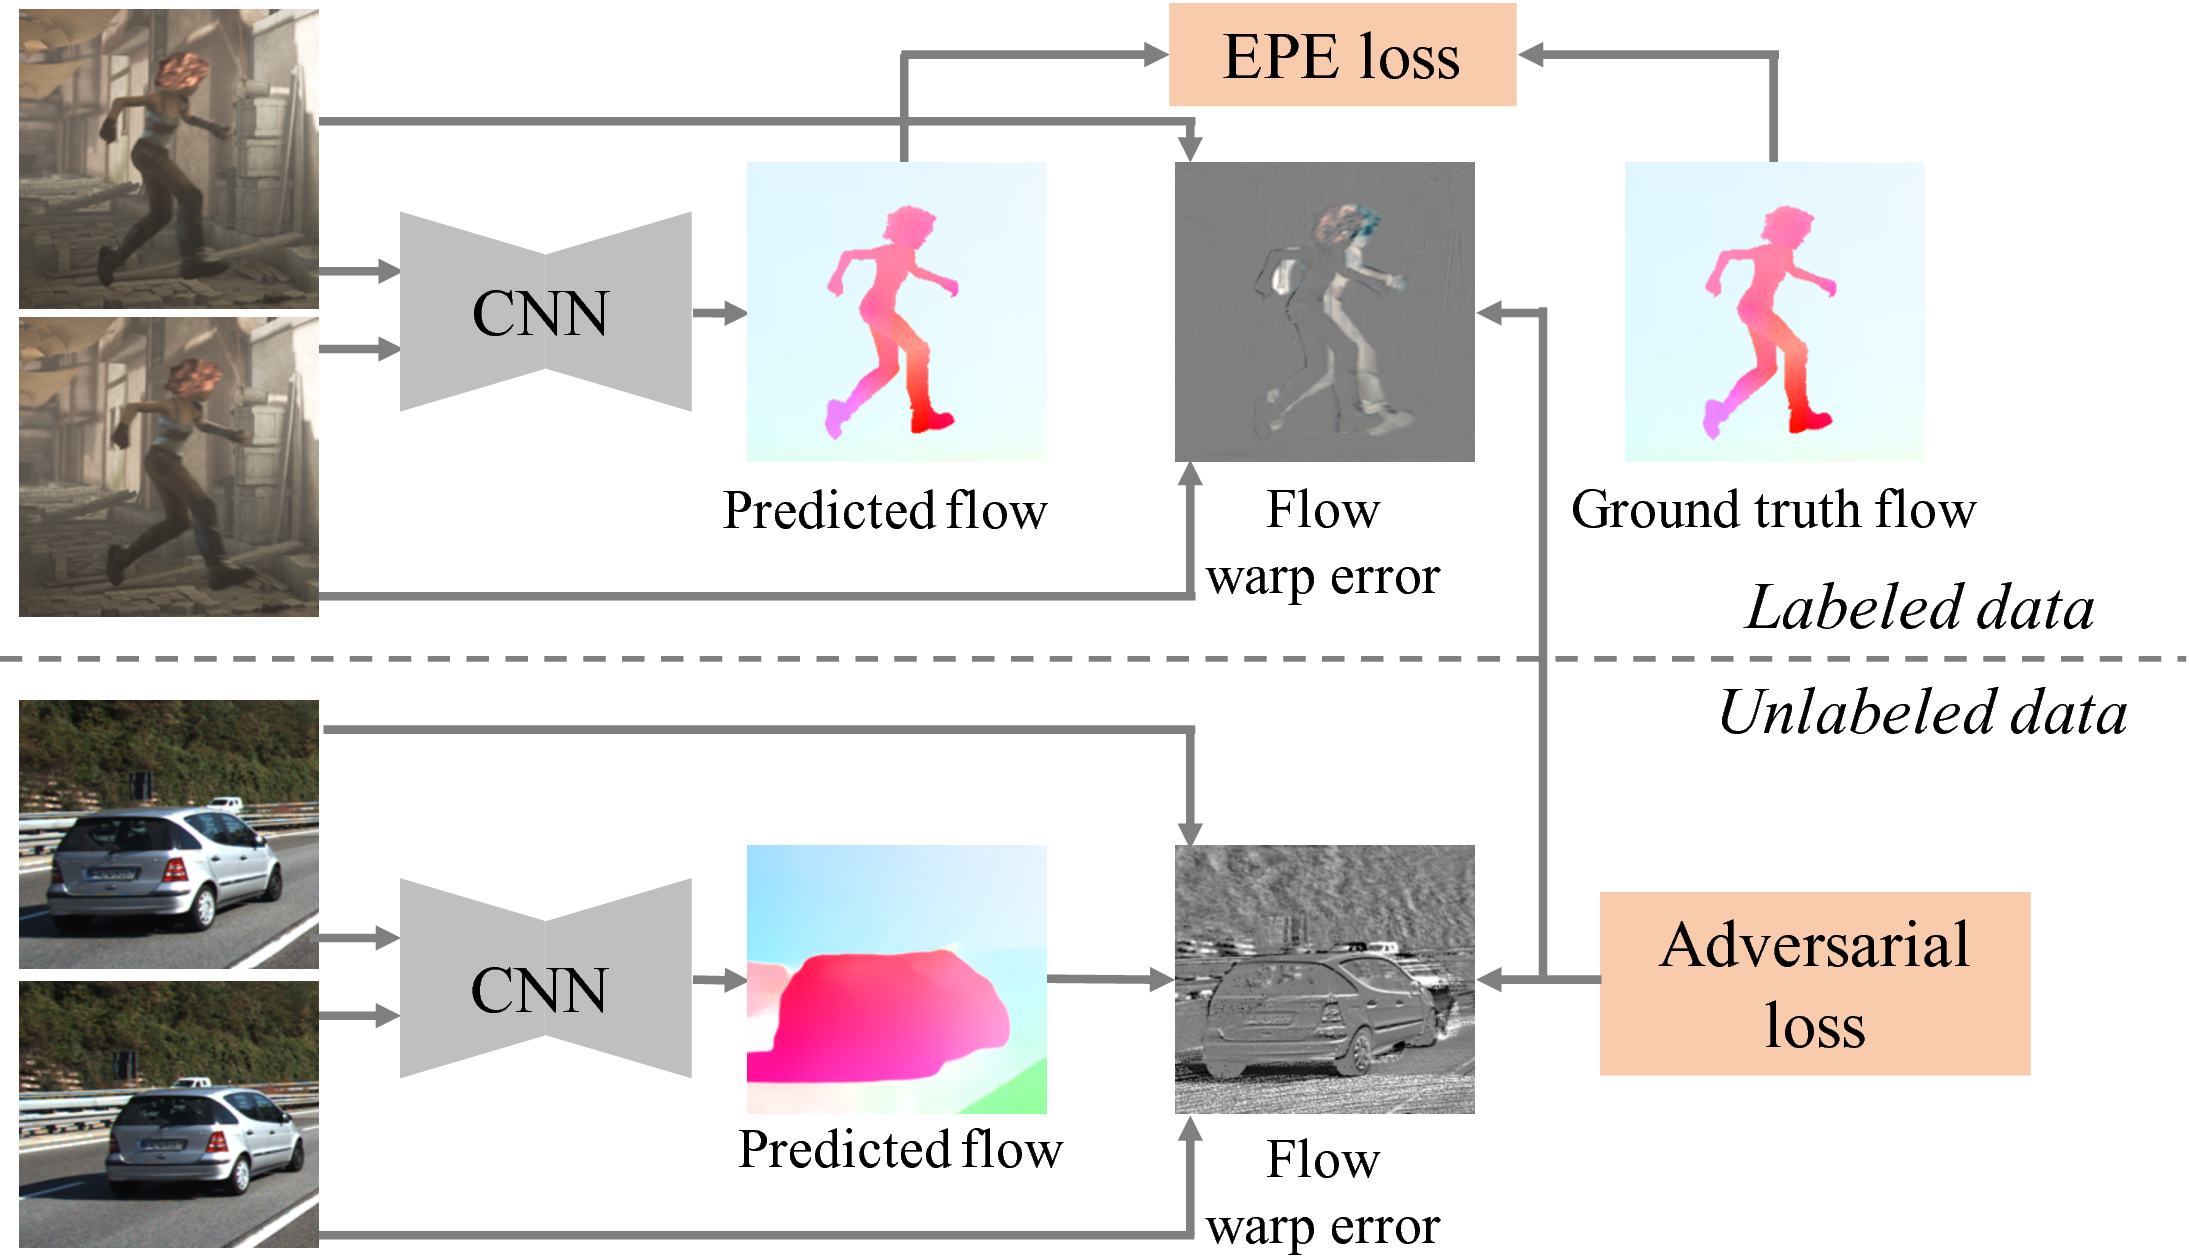 EPE loss
CNN
Predicted flow
Flow
warp error
Ground truth flow
Labeled data
Unlabeled data
CNN
Predicted flow
Flow
warp error
Adversarial
loss